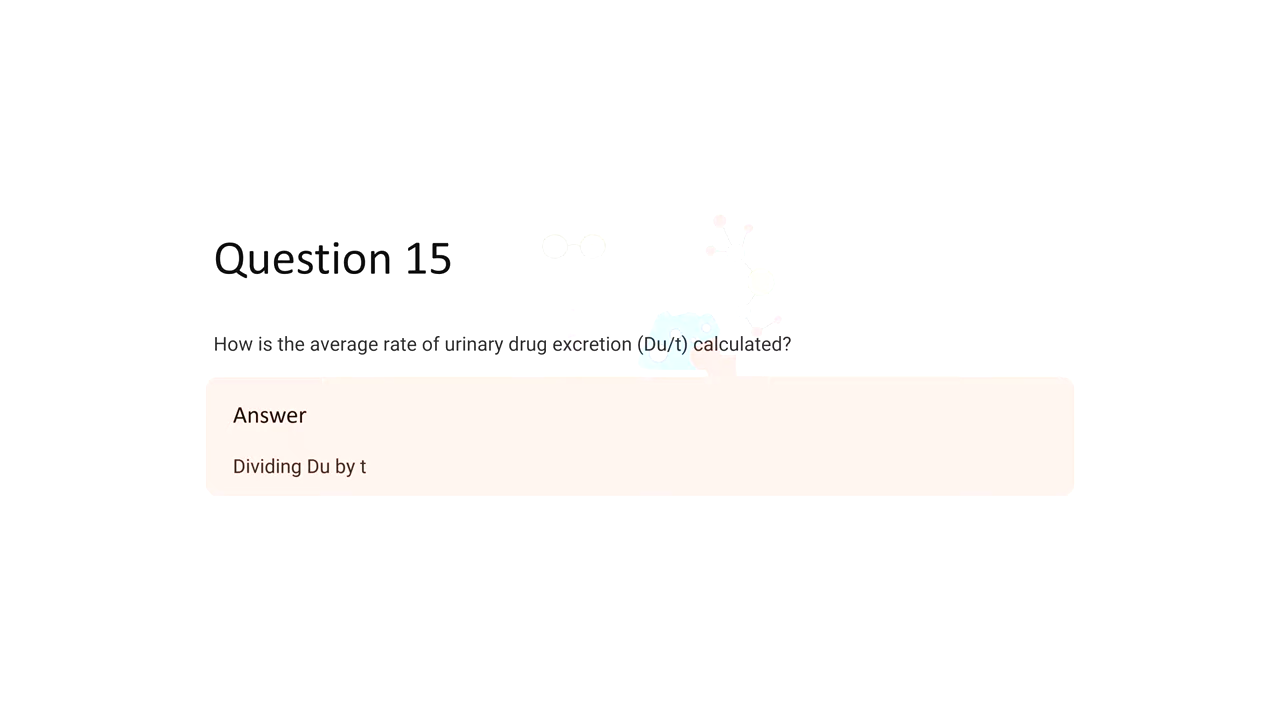 Question 15
How is the average rate of urinary drug excretion (Du/t) calculated?
Answer
Dividing Du by t